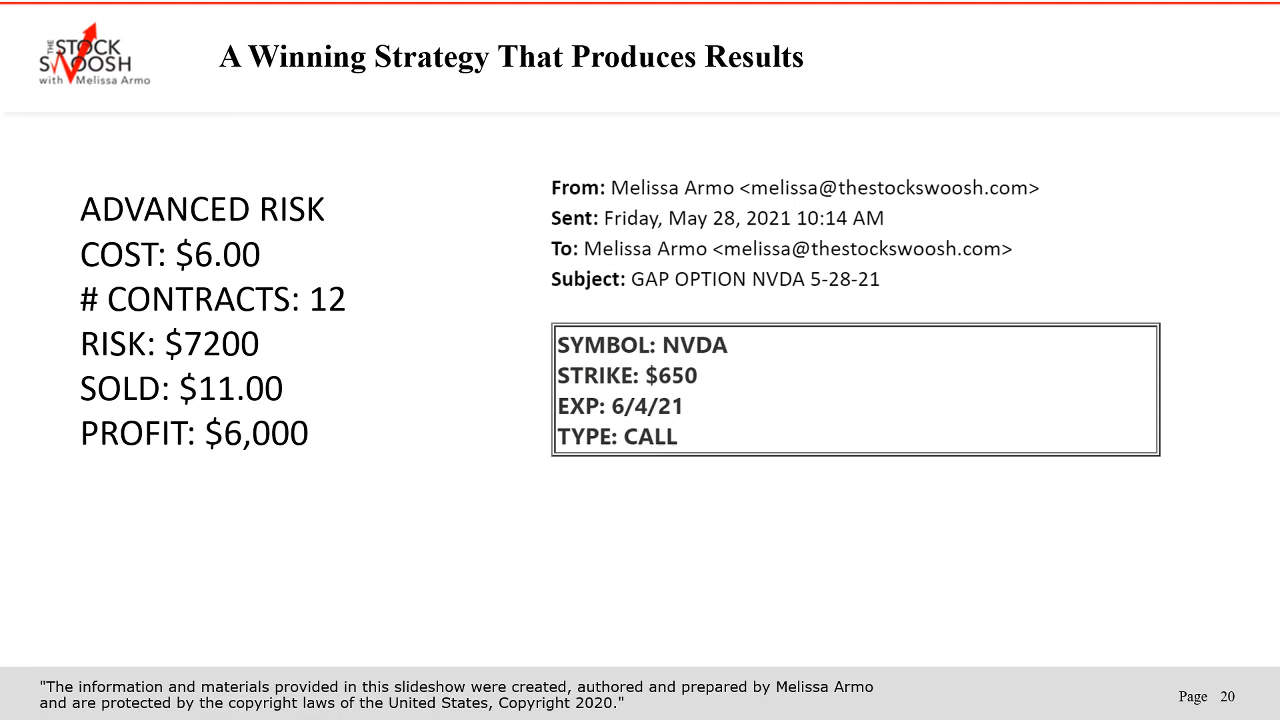 THE
STOCK
SWOOSH
with Melissa Armo
A Winning Strategy That Produces Results
ADVANCED RISK
COST: $6.00
# CONTRACTS: 12
RISK: $7200
SOLD: $11.00
PROFIT: $6,000
From: Melissa Armo <melissa@thestockswoosh.com>
Sent: Friday, May 28, 2021 10:14 AM
To: Melissa Armo <melissa@thestockswoosh.com>
Subject: GAP OPTION NVDA 5-28-21
SYMBOL: NVDA
STRIKE: $650
EXP: 6/4/21
TYPE: CALL
"The information and materials provided in this slideshow were created, authored and prepared by Melissa Armo
and are protected by the copyright laws of the United States, Copyright 2020."
Page 20